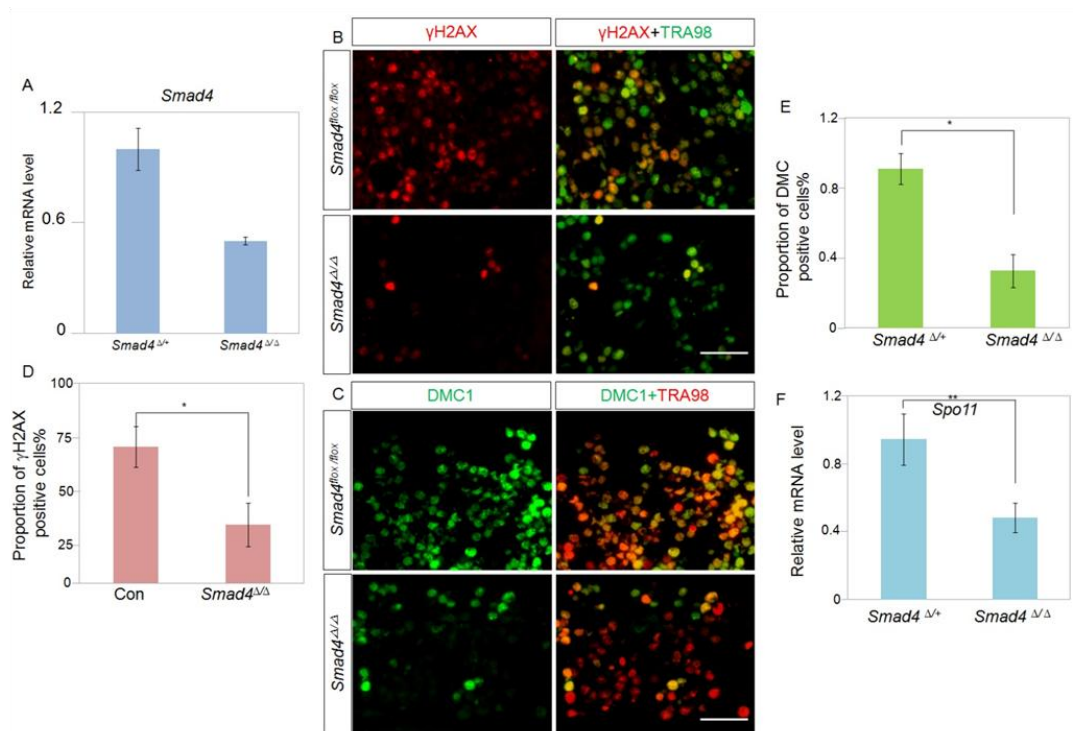 A
Smad4
1.2
0.6
0
Relative mRNA level
Smad4 Δ/+
Smad4 Δ/Δ
D
100
75
50
25
0
Proportion of γH2AX
positive cells%
*
Con
Smad4Δ/Δ
B
γH2AX
γH2AX+TRA98
Smad4flox/flox
Smad4Δ/Δ
C
DMC1
DMC1+TRA98
Smad4flox/flox
Smad4Δ/Δ
E
1.2
0.8
0.4
0
Proportion of DMC
positive cells%
*
Smad4 Δ/+
Smad4 Δ/Δ
F
Spo11
**
1.2
0.8
0.4
0
Relative mRNA level
Smad4 Δ/+
Smad4 Δ/Δ